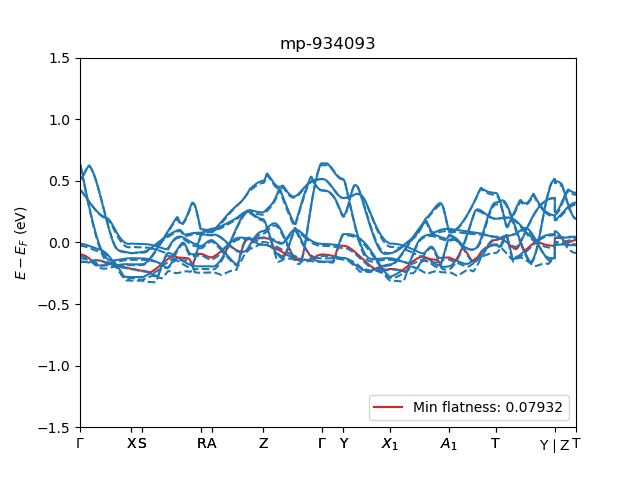 mp-934093
E − E_F (eV)
1.5
1.0
0.5
0.0
−0.5
−1.0
−1.5
Min flatness: 0.07932
Γ X S R A Z Γ Y X₁ A₁ T Y | Z T